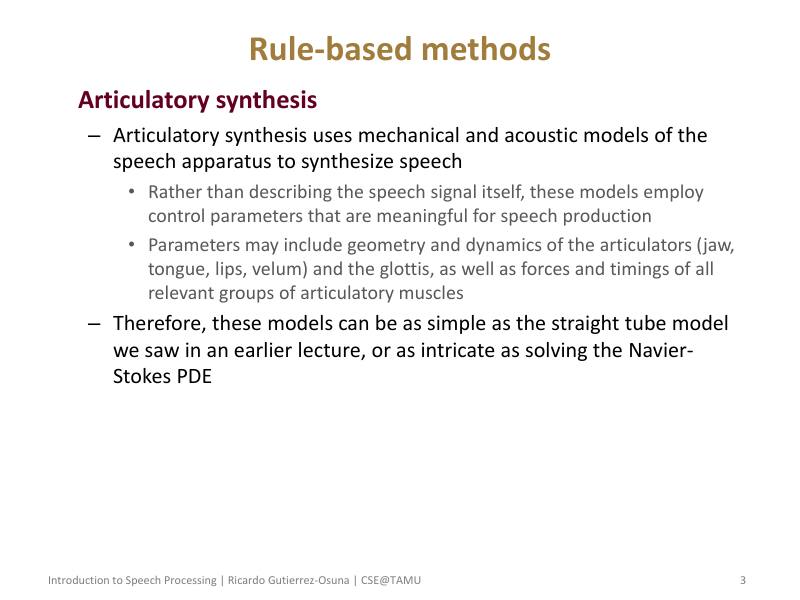 Rule-based methods
Articulatory synthesis
– Articulatory synthesis uses mechanical and acoustic models of the
speech apparatus to synthesize speech
• Rather than describing the speech signal itself, these models employ
control parameters that are meaningful for speech production
• Parameters may include geometry and dynamics of the articulators (jaw,
tongue, lips, velum) and the glottis, as well as forces and timings of all
relevant groups of articulatory muscles
– Therefore, these models can be as simple as the straight tube model
we saw in an earlier lecture, or as intricate as solving the Navier-
Stokes PDE
Introduction to Speech Processing | Ricardo Gutierrez-Osuna | CSE@TAMU
3